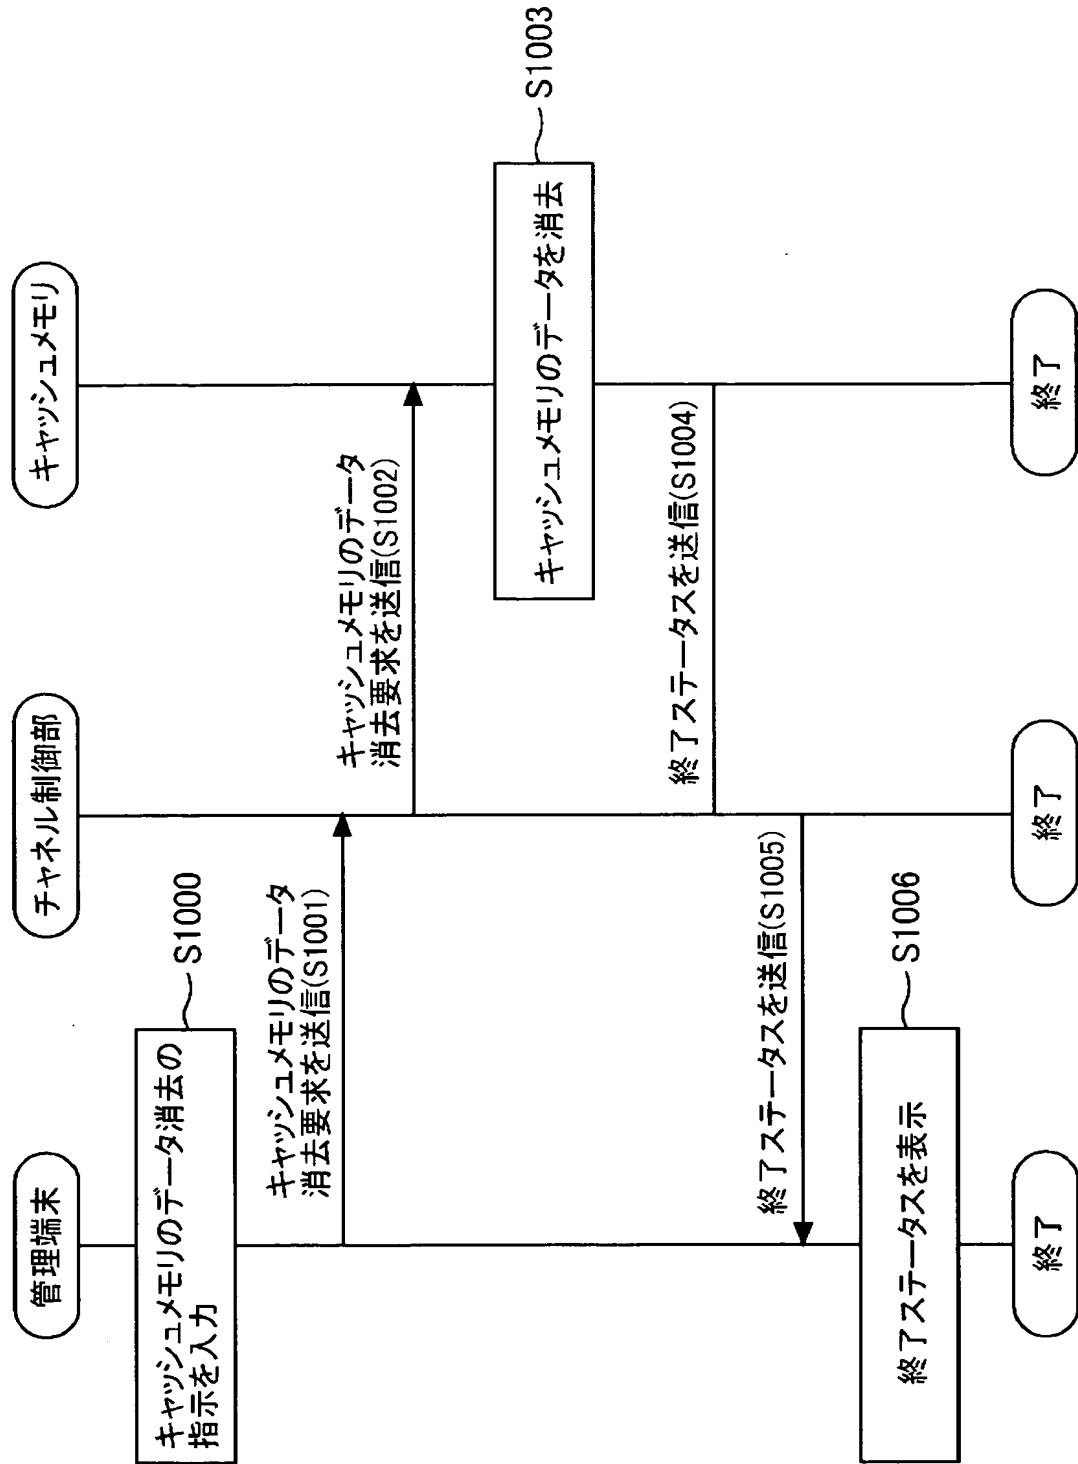 管理端末
チャネル制御部
キャッシュメモリ
キャッシュメモリのデータ消去の
指示を入力
S1000
キャッシュメモリのデータ
消去要求を送信(S1001)
キャッシュメモリのデータ
消去要求を送信(S1002)
キャッシュメモリのデータを消去
S1003
終了ステータスを送信(S1004)
終了ステータスを送信(S1005)
終了ステータスを表示
S1006
終了
終了
終了